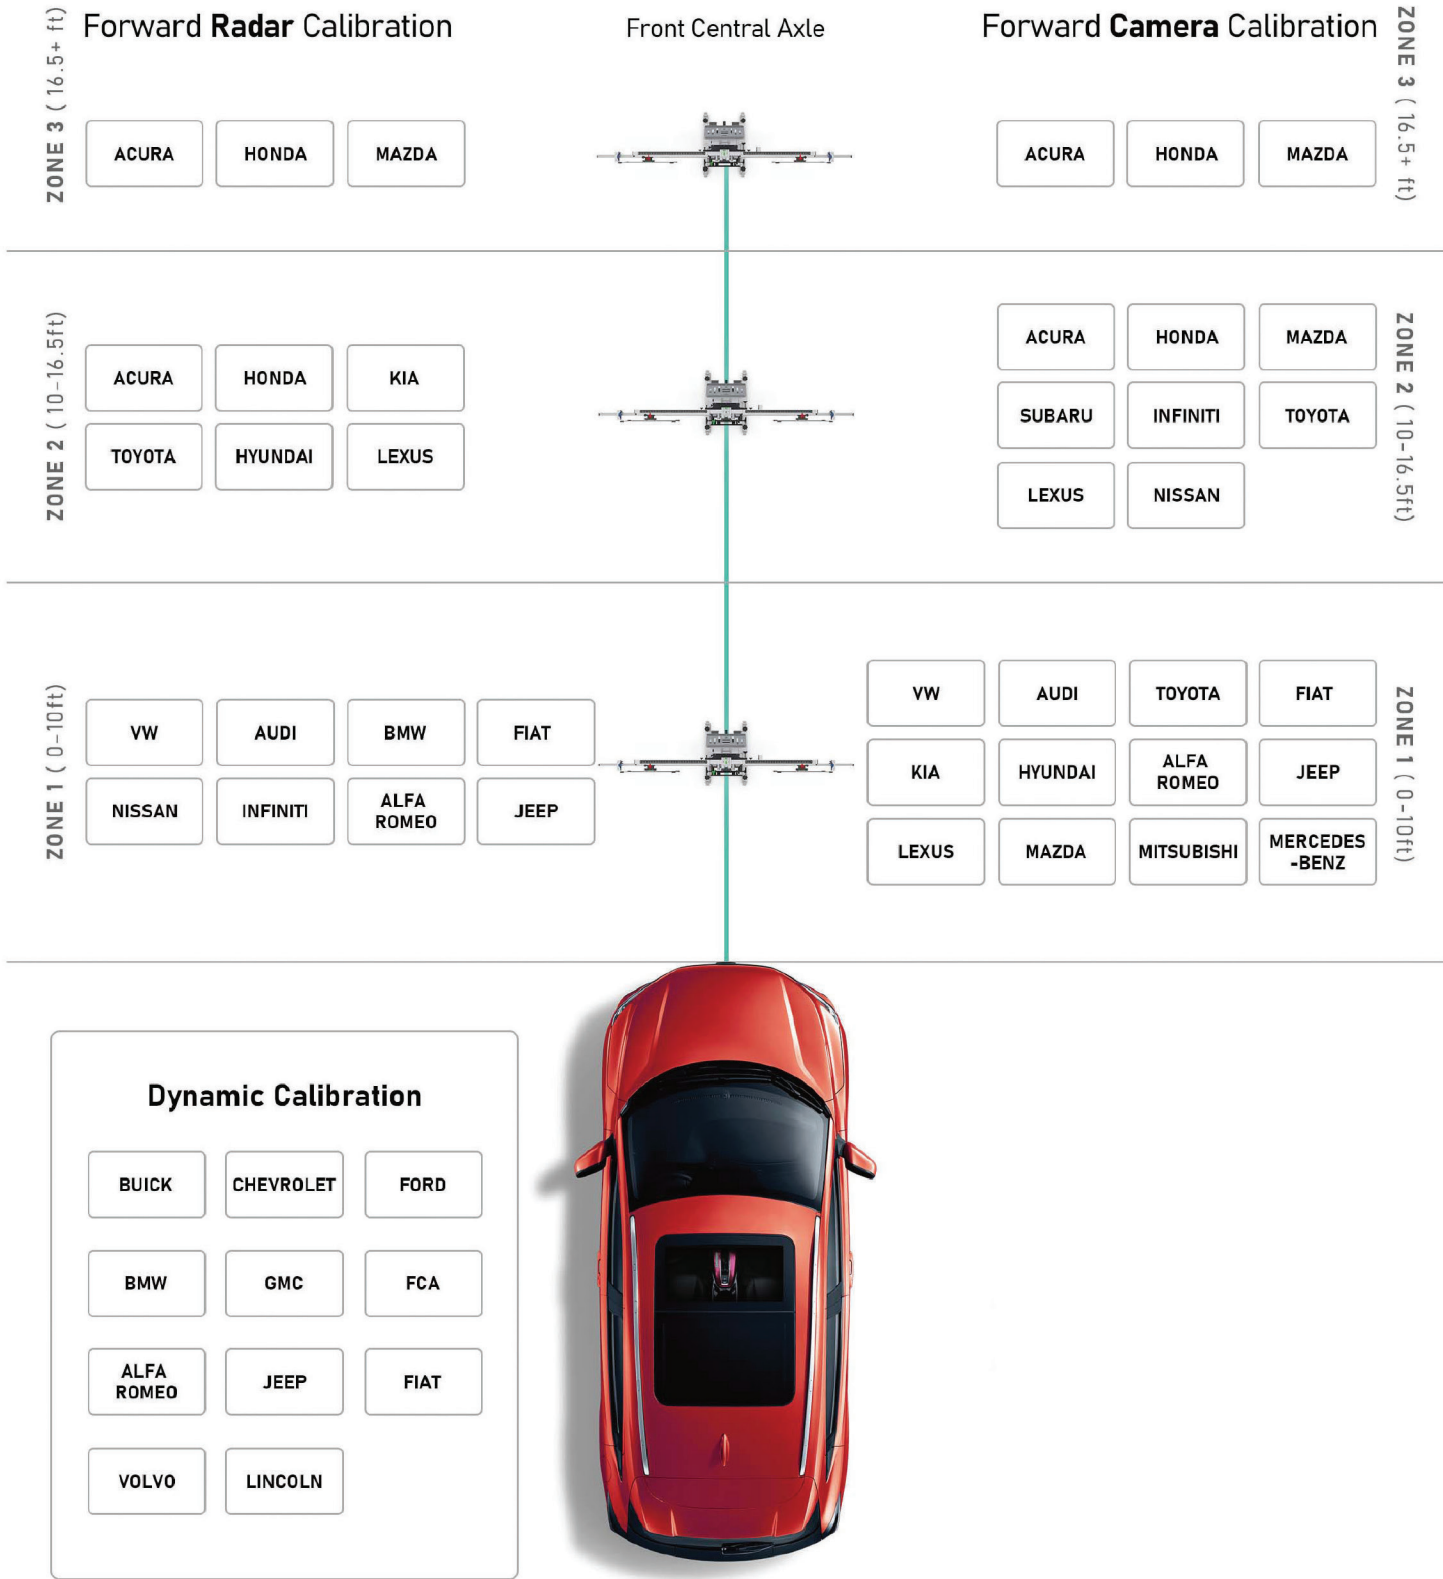 Forward Radar Calibration
Front Central Axle
Forward Camera Calibration
ZONE 3 ( 16.5+ ft)
ACURA
HONDA
MAZDA
ACURA
HONDA
MAZDA
ZONE 3 ( 16.5+ ft)
ZONE 2 ( 10-16.5ft)
ACURA
HONDA
KIA
TOYOTA
HYUNDAI
LEXUS
ACURA
HONDA
MAZDA
SUBARU
INFINITI
TOYOTA
LEXUS
NISSAN
ZONE 2 ( 10-16.5ft)
ZONE 1 ( 0-10ft)
VW
AUDI
BMW
FIAT
NISSAN
INFINITI
ALFA
ROMEO
JEEP
VW
AUDI
TOYOTA
FIAT
KIA
HYUNDAI
ALFA
ROMEO
JEEP
LEXUS
MAZDA
MITSUBISHI
MERCEDES
-BENZ
ZONE 1 ( 0-10ft)
Dynamic Calibration
BUICK
CHEVROLET
FORD
BMW
GMC
FCA
ALFA
ROMEO
JEEP
FIAT
VOLVO
LINCOLN